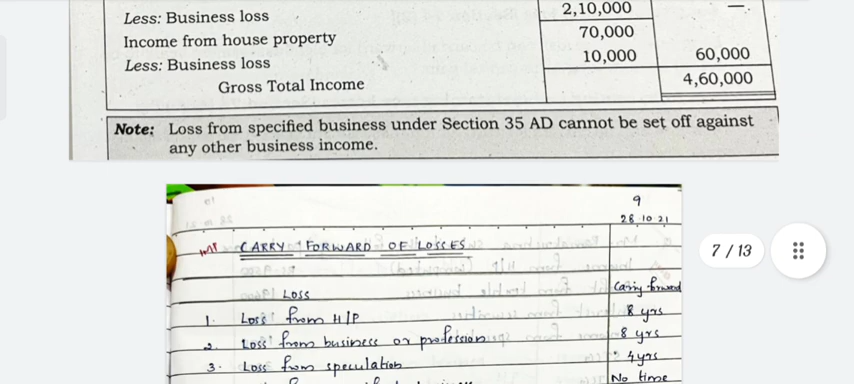 Less: Business loss 2,10,000 —
Income from house property 70,000
Less: Business loss 10,000 60,000
Gross Total Income 4,60,000
Note: Loss from specified business under Section 35 AD cannot be set off against
any other business income.
9
28.10.21
Imp CARRY FORWARD OF LOSSES
Loss Carry forward
1. Loss from H/P 8 yrs
2. Loss from business or profession 8 yrs
3. Loss from speculation 4 yrs
No time
7 / 13